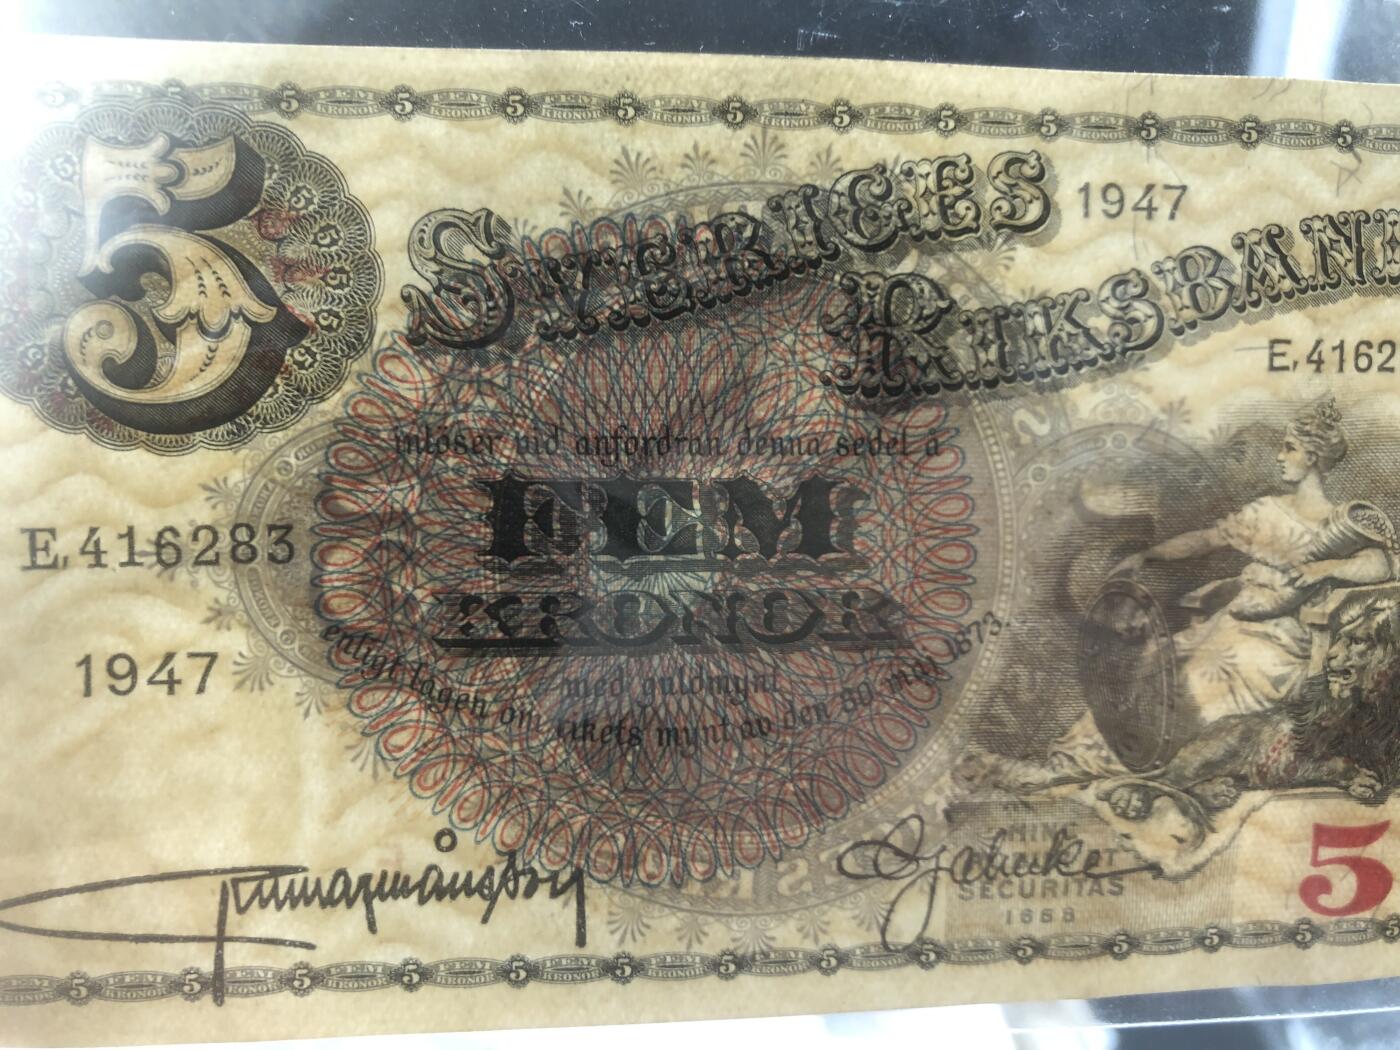 5
SVERIGES 1947
RIKSBANK
E,4162
inlöser vid anfordran denna sedel å
FEM
E,416283
KRONOR
1947
med guldmynt
enligt lagen om rikets mynt av den 30 maj 1873.
HINC
SECURITAS
1668
5